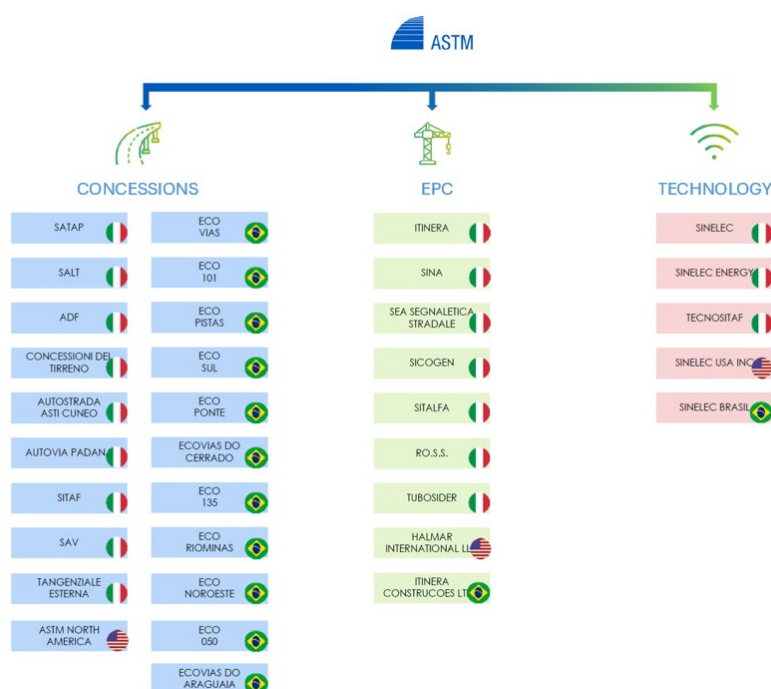 ASTM
CONCESSIONS
SATAP
SALT
ADF
CONCESSIONI DEL
TIRRENO
AUTOSTRADA
ASTI CUNEO
AUTOVIA PADANA
SITAF
SAV
TANGENZIALE
ESTERNA
ASTM NORTH
AMERICA
ECO
VIAS
ECO
101
ECO
PISTAS
ECO
SUL
ECO
PONTE
ECOVIAS DO
CERRADO
ECO
135
ECO
RIOMINAS
ECO
NOROESTE
ECO
050
ECOVIAS DO
ARAGUAIA
EPC
ITINERA
SINA
SEA SEGNALETICA
STRADALE
SICOGEN
SITALFA
RO.S.S.
TUBOSIDER
HALMAR
INTERNATIONAL
ITINERA
CONSTRUCOES
TECHNOLOGY
SINELEC
SINELEC ENERGY
TECNOSITAF
SINELEC USA INC
SINELEC BRASIL